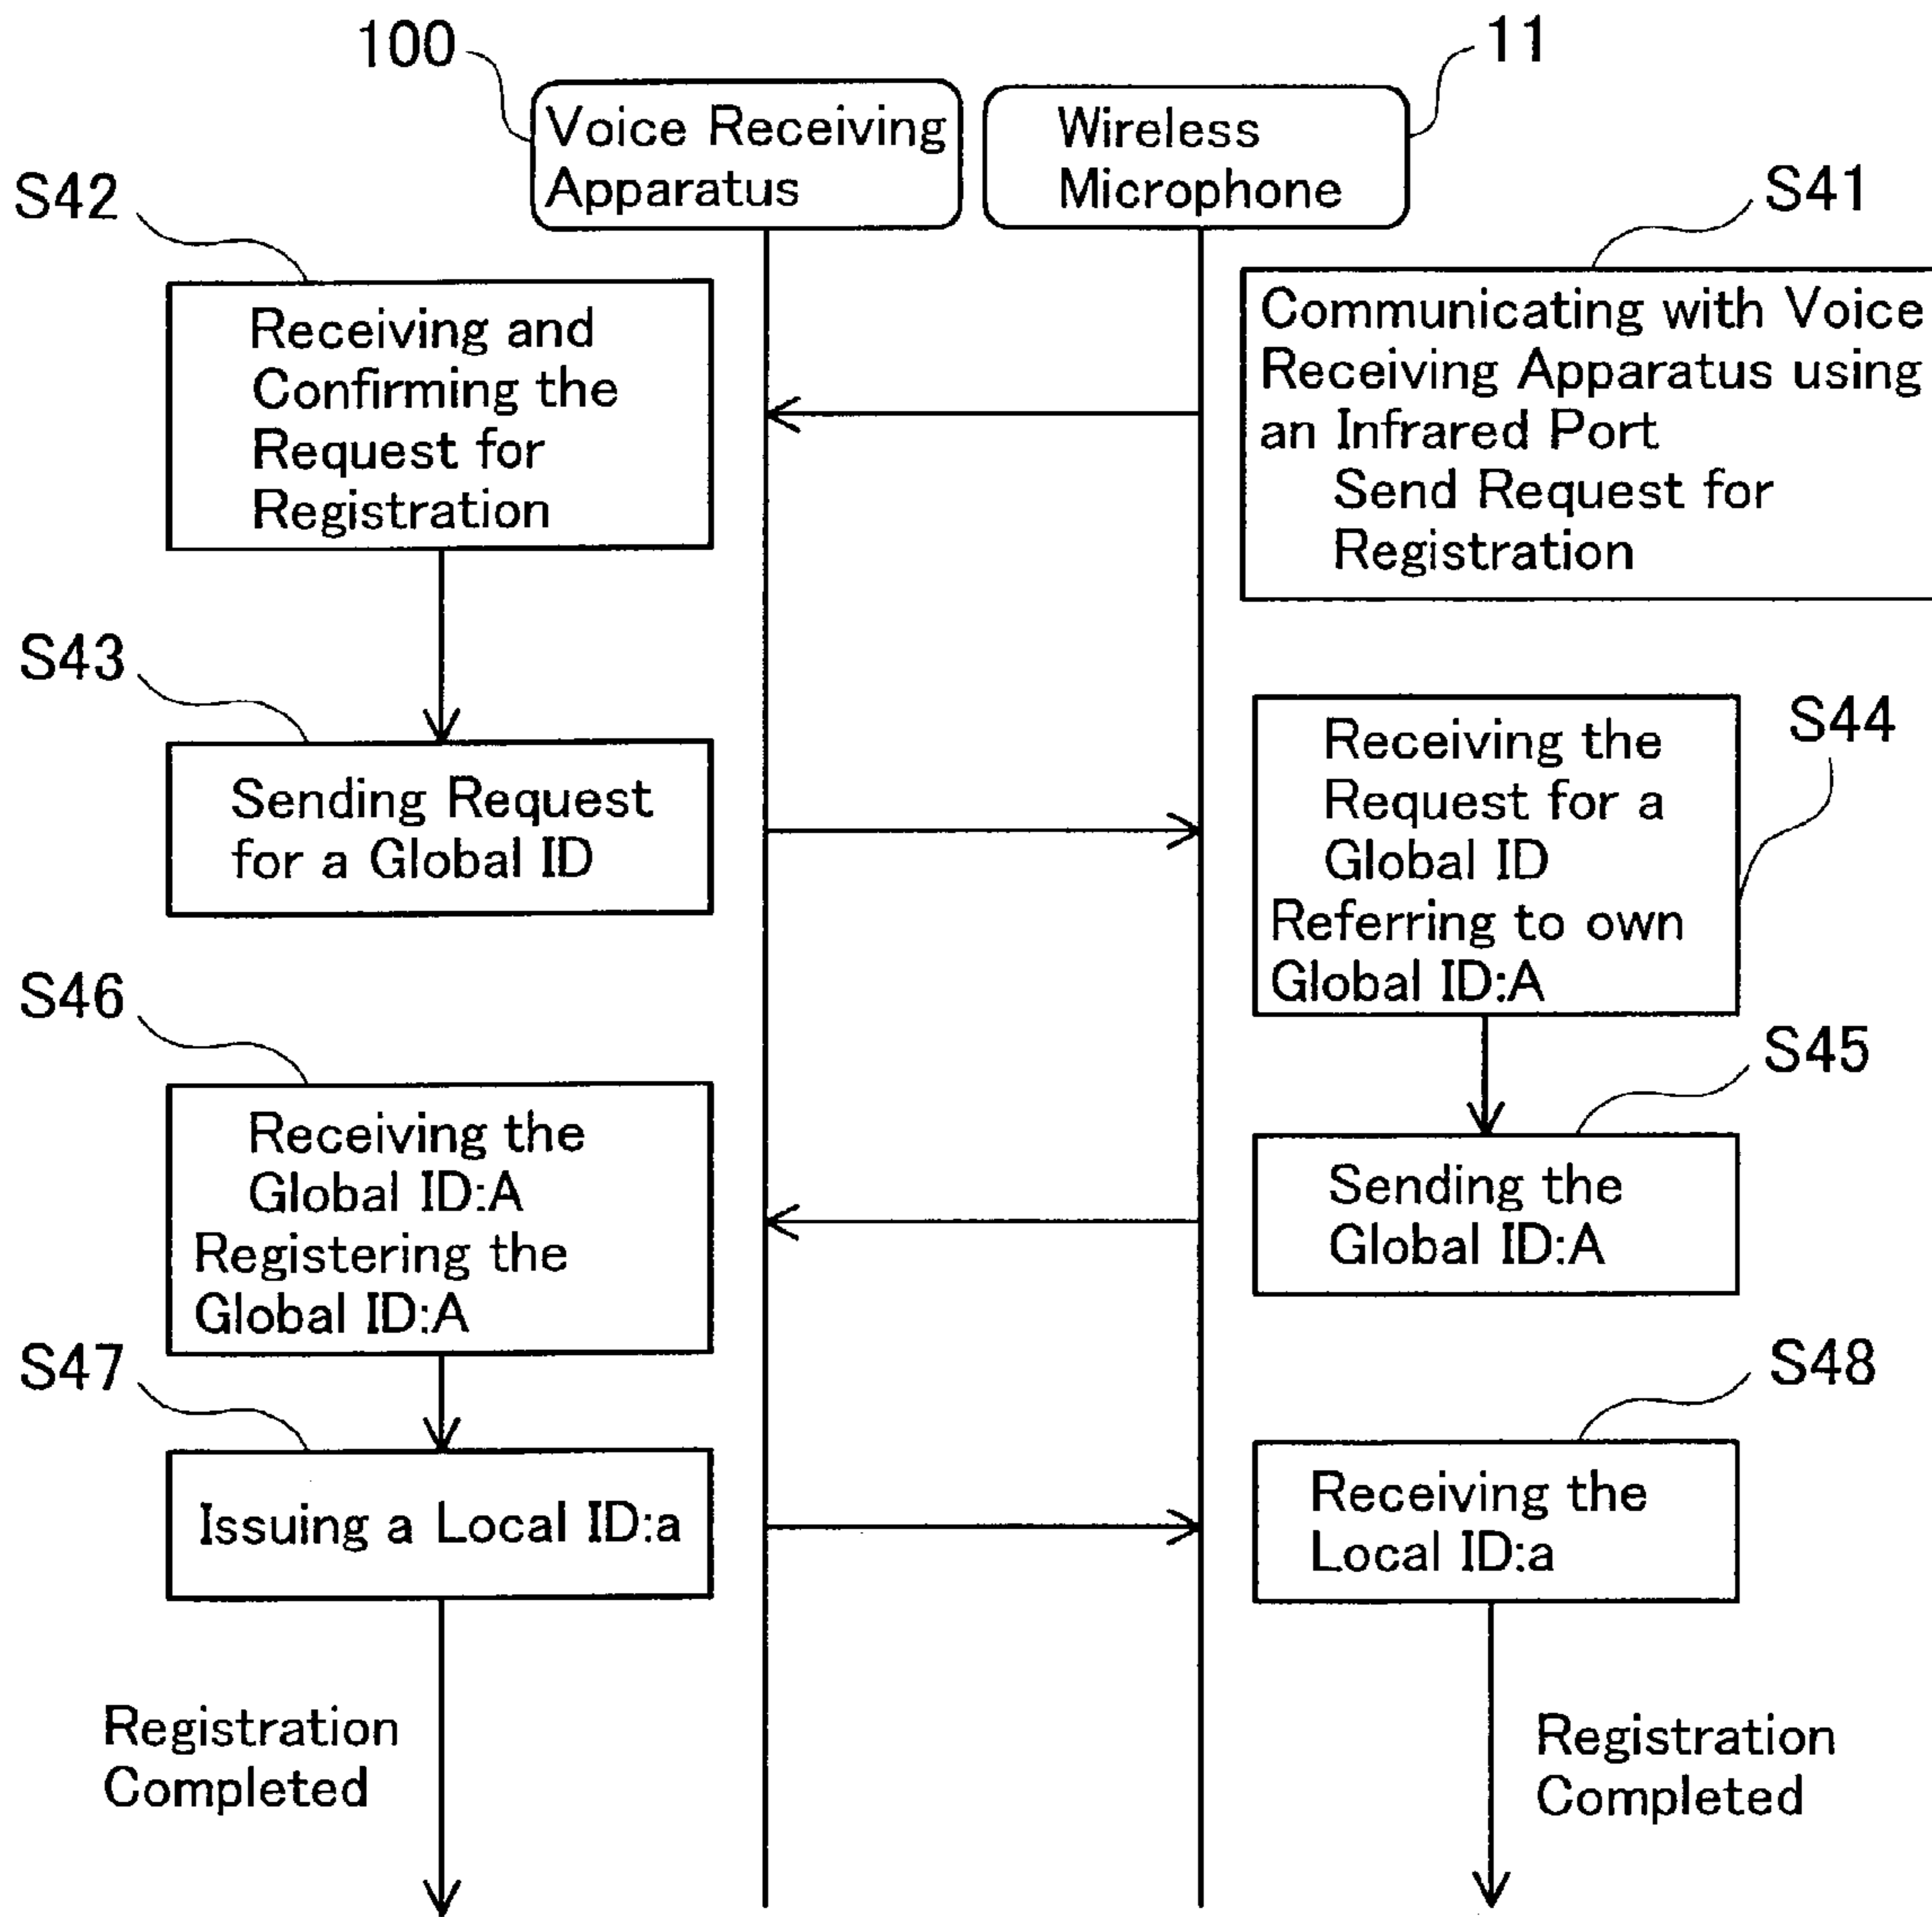 100
11
Voice Receiving
Apparatus
Wireless
Microphone
S42
S41
Receiving and
Confirming the
Request for
Registration
Communicating with Voice
Receiving Apparatus using
an Infrared Port
Send Request for
Registration
S43
Sending Request
for a Global ID
S44
Receiving the
Request for a
Global ID
Referring to own
Global ID:A
S46
Receiving the
Global ID:A
Registering the
Global ID:A
S45
Sending the
Global ID:A
S47
Issuing a Local ID:a
S48
Receiving the
Local ID:a
Registration
Completed
Registration
Completed